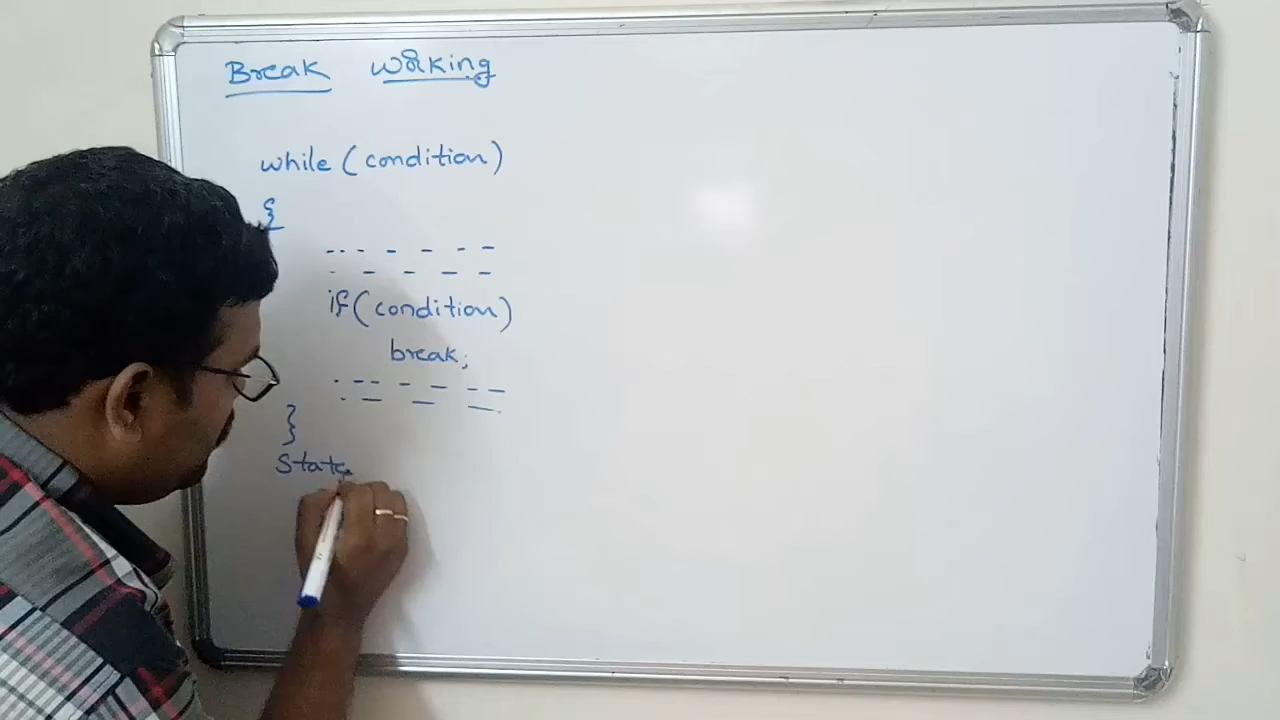 Break working
while (condition)
{
--- - - - -
- - - - -
if (condition)
break;
--- - - - -
- - - -
}
State